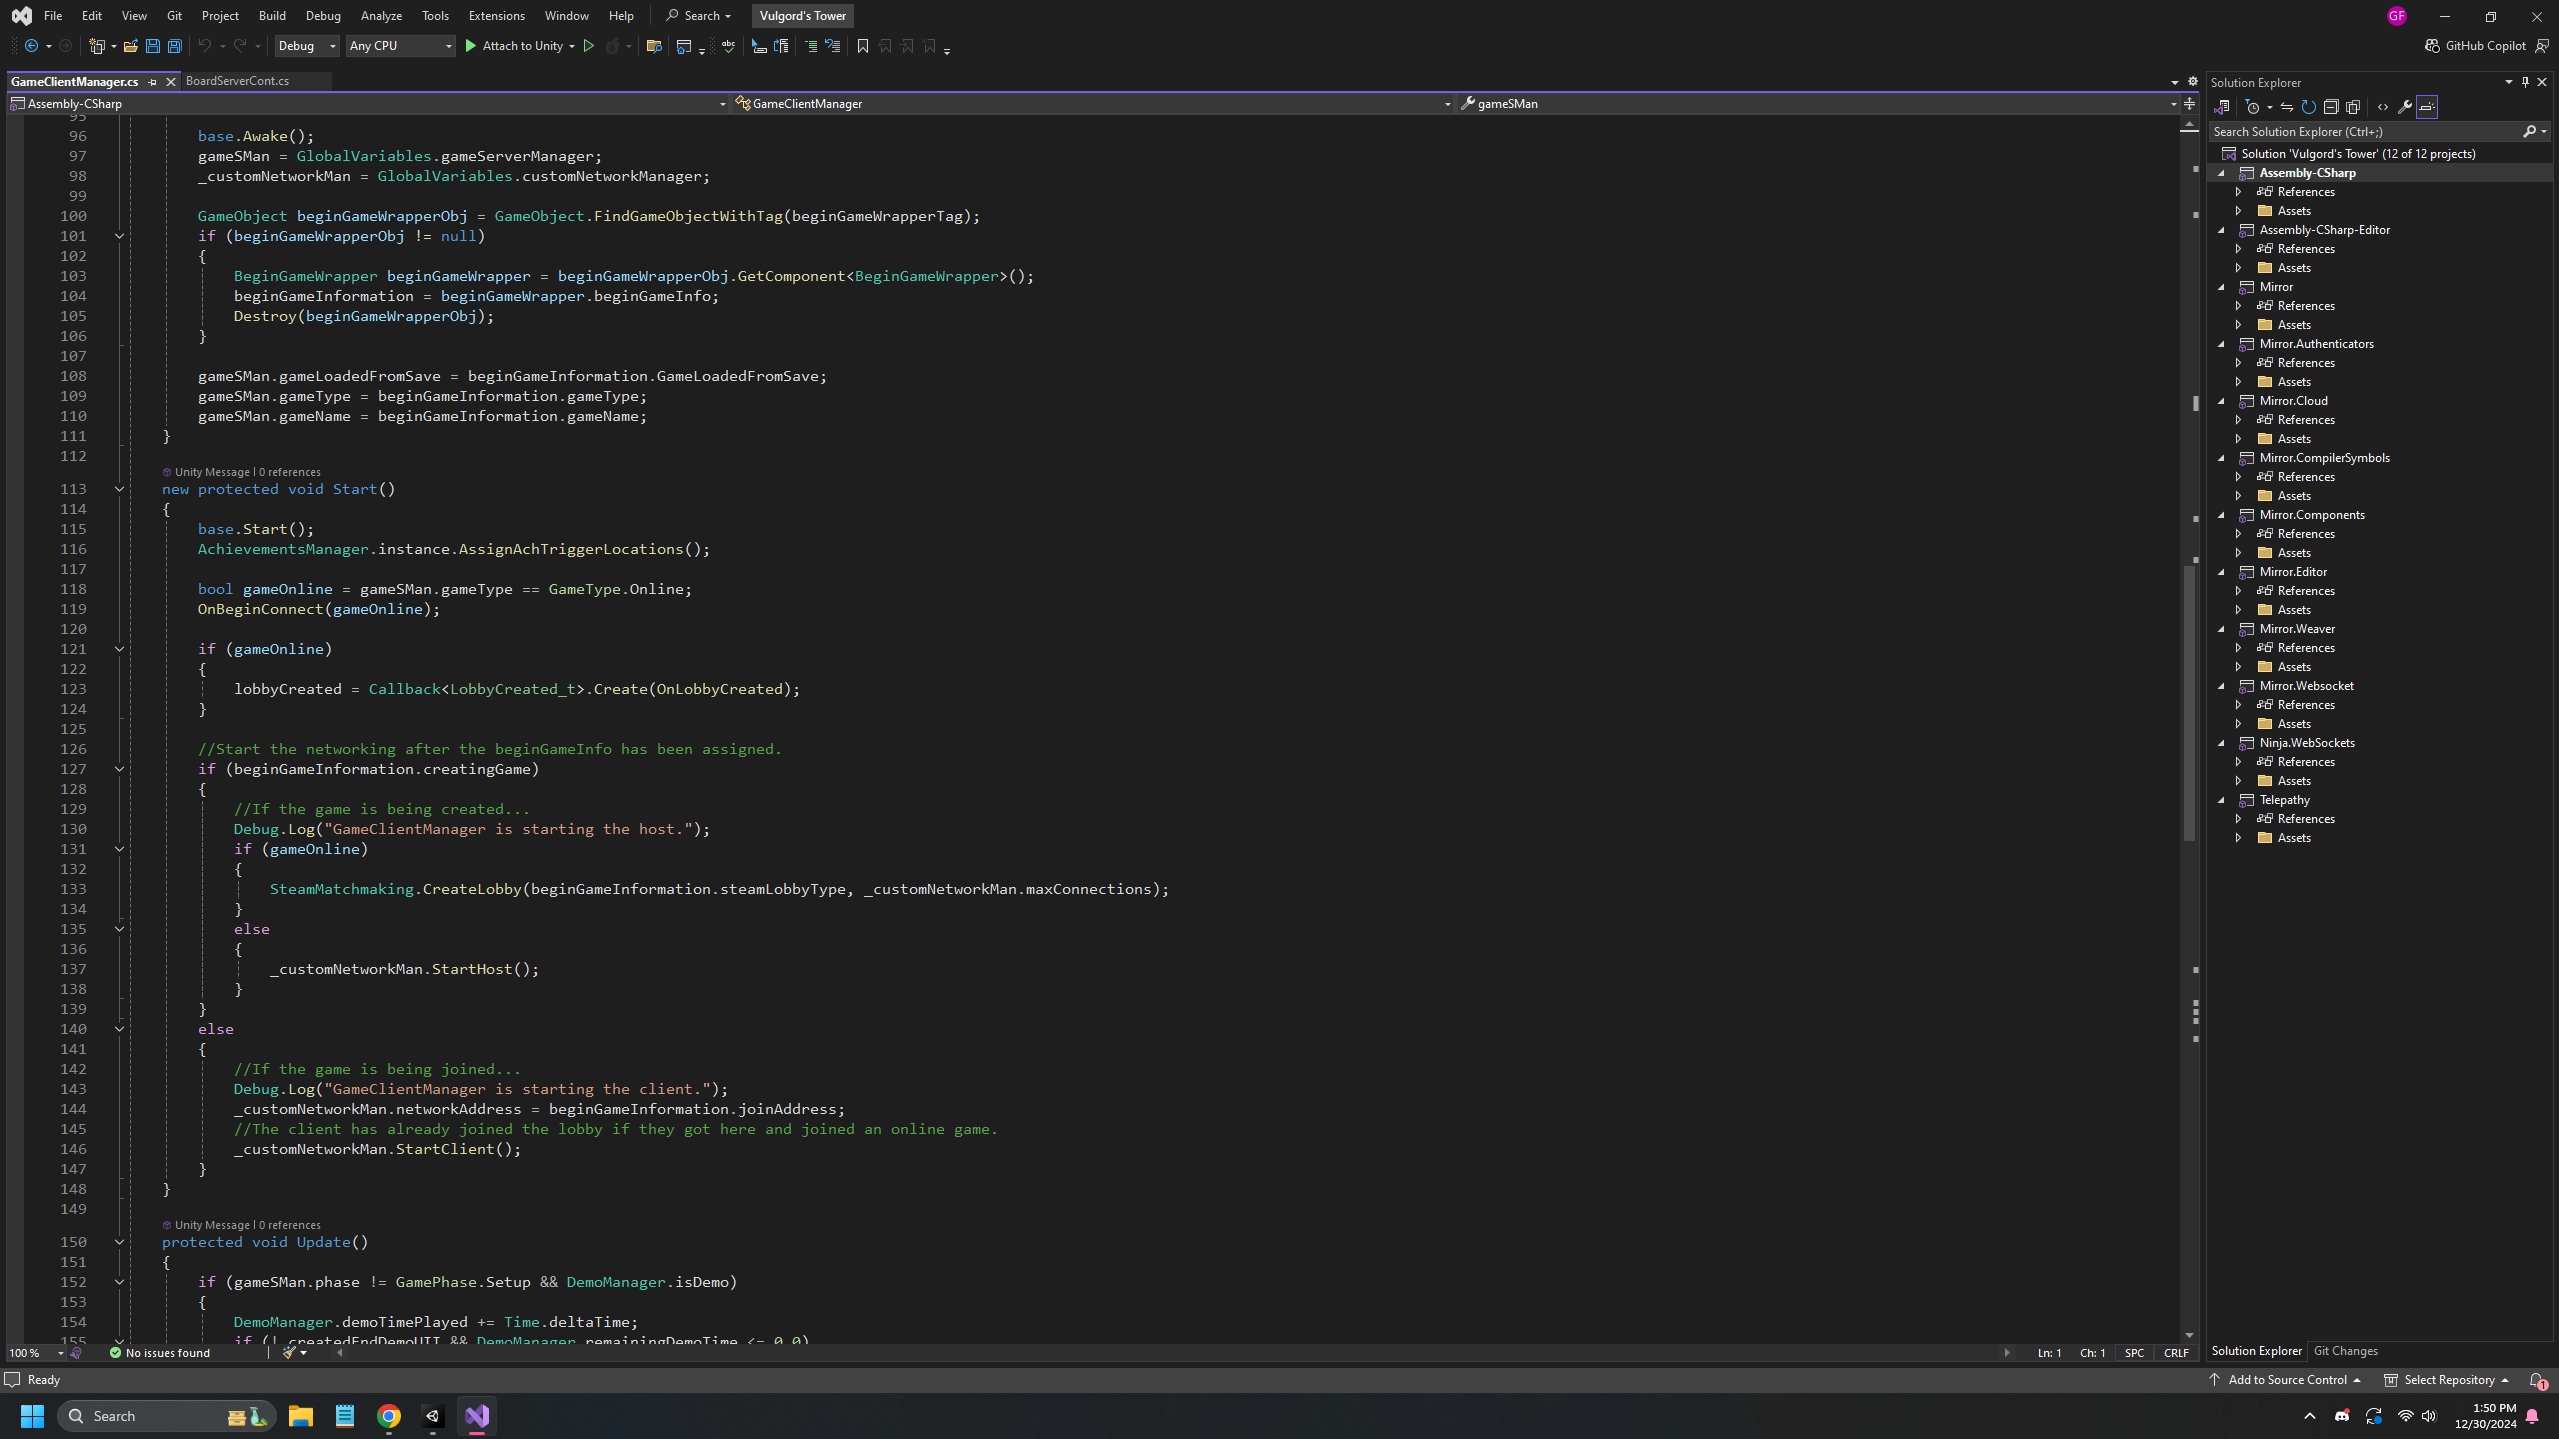 File Edit View Git Project Build Debug Analyze Tools Extensions Window Help Search Vulgord's Tower GF
Debug Any CPU Attach to Unity GitHub Copilot
GameClientManager.cs BoardServerCont.cs
Assembly-CSharp GameClientManager gameSMan
95
96 base.Awake();
97 gameSMan = GlobalVariables.gameServerManager;
98 _customNetworkMan = GlobalVariables.customNetworkManager;
99
100 GameObject beginGameWrapperObj = GameObject.FindGameObjectWithTag(beginGameWrapperTag);
101 if (beginGameWrapperObj != null)
102 {
103 BeginGameWrapper beginGameWrapper = beginGameWrapperObj.GetComponent<BeginGameWrapper>();
104 beginGameInformation = beginGameWrapper.beginGameInfo;
105 Destroy(beginGameWrapperObj);
106 }
107
108 gameSMan.gameLoadedFromSave = beginGameInformation.GameLoadedFromSave;
109 gameSMan.gameType = beginGameInformation.gameType;
110 gameSMan.gameName = beginGameInformation.gameName;
111 }
112
Unity Message | 0 references
113 new protected void Start()
114 {
115 base.Start();
116 AchievementsManager.instance.AssignAchTriggerLocations();
117
118 bool gameOnline = gameSMan.gameType == GameType.Online;
119 OnBeginConnect(gameOnline);
120
121 if (gameOnline)
122 {
123 lobbyCreated = Callback<LobbyCreated_t>.Create(OnLobbyCreated);
124 }
125
126 //Start the networking after the beginGameInfo has been assigned.
127 if (beginGameInformation.creatingGame)
128 {
129 //If the game is being created...
130 Debug.Log("GameClientManager is starting the host.");
131 if (gameOnline)
132 {
133 SteamMatchmaking.CreateLobby(beginGameInformation.steamLobbyType, _customNetworkMan.maxConnections);
134 }
135 else
136 {
137 _customNetworkMan.StartHost();
138 }
139 }
140 else
141 {
142 //If the game is being joined...
143 Debug.Log("GameClientManager is starting the client.");
144 _customNetworkMan.networkAddress = beginGameInformation.joinAddress;
145 //The client has already joined the lobby if they got here and joined an online game.
146 _customNetworkMan.StartClient();
147 }
148 }
149
Unity Message | 0 references
150 protected void Update()
151 {
152 if (gameSMan.phase != GamePhase.Setup && DemoManager.isDemo)
153 {
154 DemoManager.demoTimePlayed += Time.deltaTime;
155 if (!_createdEndDemoUII && DemoManager.remainingDemoTime <= 0.0)
100 % No issues found Ln: 1 Ch: 1 SPC CRLF
Solution Explorer
Search Solution Explorer (Ctrl+;)
Solution 'Vulgord's Tower' (12 of 12 projects)
Assembly-CSharp
References
Assets
Assembly-CSharp-Editor
References
Assets
Mirror
References
Assets
Mirror.Authenticators
References
Assets
Mirror.Cloud
References
Assets
Mirror.CompilerSymbols
References
Assets
Mirror.Components
References
Assets
Mirror.Editor
References
Assets
Mirror.Weaver
References
Assets
Mirror.Websocket
References
Assets
Ninja.WebSockets
References
Assets
Telepathy
References
Assets
Solution Explorer Git Changes
Ready Add to Source Control Select Repository 1
Search
1:50 PM
12/30/2024